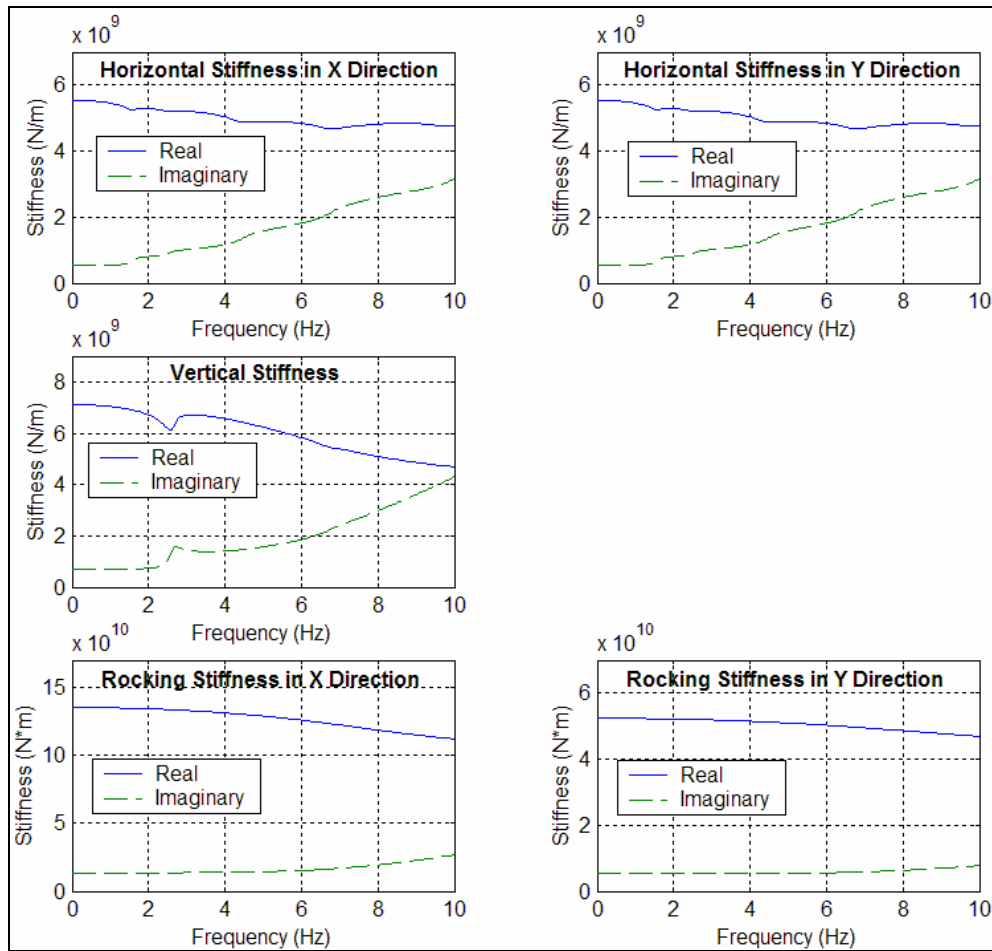 x 10^9
Horizontal Stiffness in X Direction
6
4
2
0
Stiffness (N/m)
Real
Imaginary
0 2 4 6 8 10
Frequency (Hz)
x 10^9
Horizontal Stiffness in Y Direction
6
4
2
0
Stiffness (N/m)
Real
Imaginary
0 2 4 6 8 10
Frequency (Hz)
x 10^9
Vertical Stiffness
8
6
4
2
0
Stiffness (N/m)
Real
Imaginary
0 2 4 6 8 10
Frequency (Hz)
x 10^10
Rocking Stiffness in X Direction
15
10
5
0
Stiffness (N*m)
Real
Imaginary
0 2 4 6 8 10
Frequency (Hz)
x 10^10
Rocking Stiffness in Y Direction
6
4
2
0
Stiffness (N*m)
Real
Imaginary
0 2 4 6 8 10
Frequency (Hz)